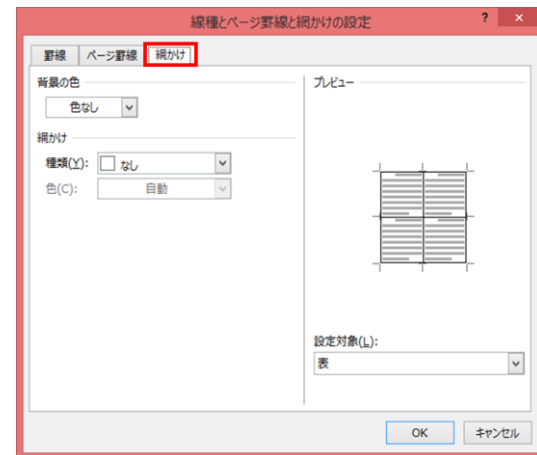 線種とページ罫線と網かけの設定
? ×
罫線 ページ罫線 網かけ
背景の色
色なし
網かけ
種類(Y): なし
色(C): 自動
プレビュー
設定対象(L):
表
OK キャンセル